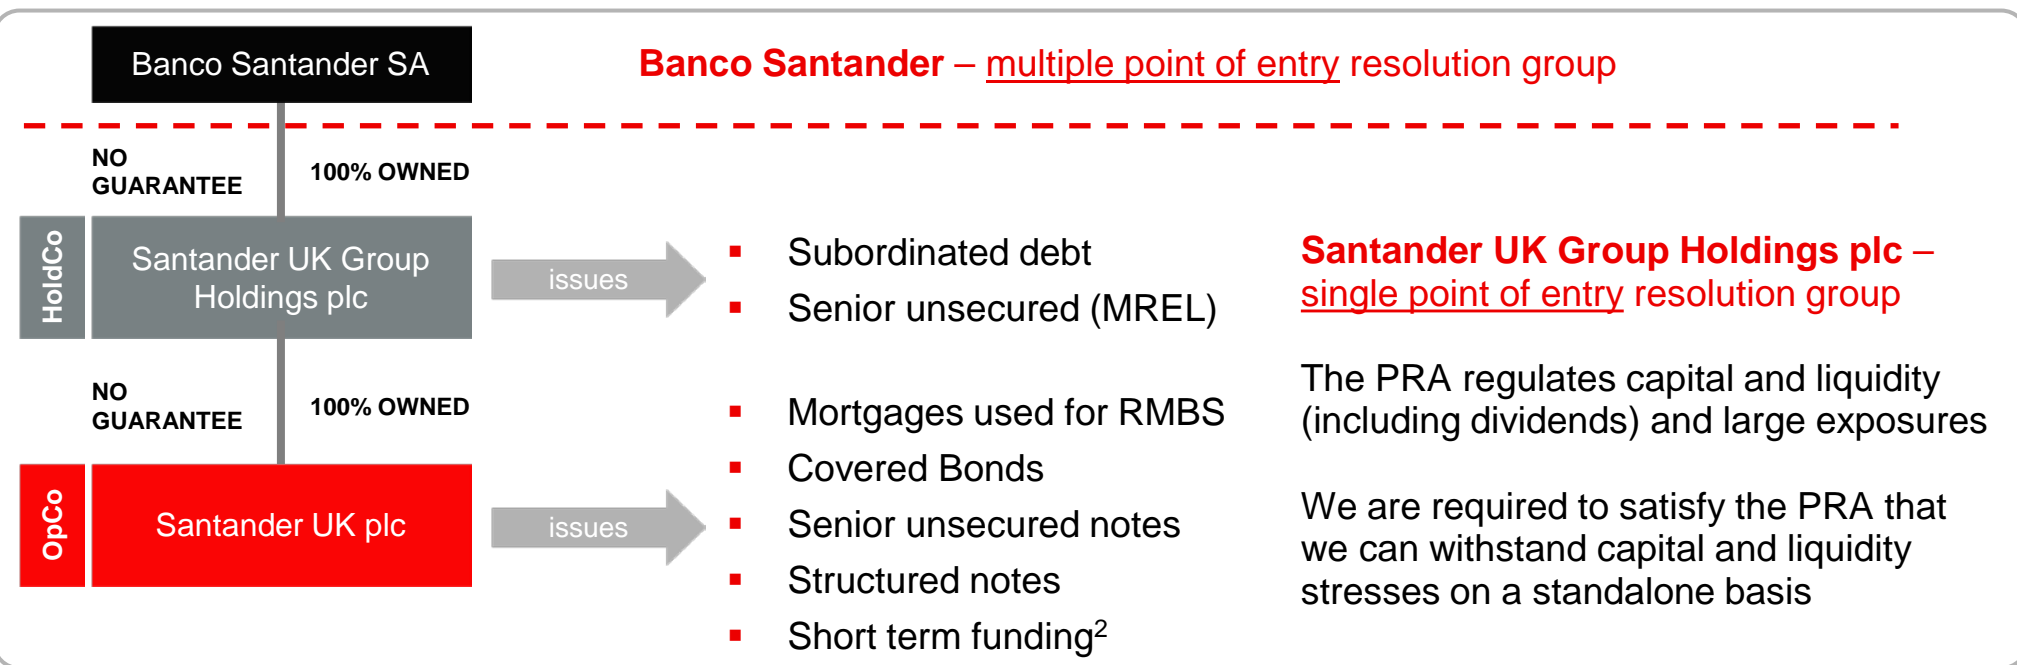 Banco Santander SA
Banco Santander – multiple point of entry resolution group
NO
GUARANTEE
100% OWNED
HoldCo
Santander UK Group
Holdings plc
issues
▪ Subordinated debt
▪ Senior unsecured (MREL)
NO
GUARANTEE
100% OWNED
OpCo
Santander UK plc
issues
▪ Mortgages used for RMBS
▪ Covered Bonds
▪ Senior unsecured notes
▪ Structured notes
▪ Short term funding²
Santander UK Group Holdings plc –
single point of entry resolution group
The PRA regulates capital and liquidity
(including dividends) and large exposures
We are required to satisfy the PRA that
we can withstand capital and liquidity
stresses on a standalone basis